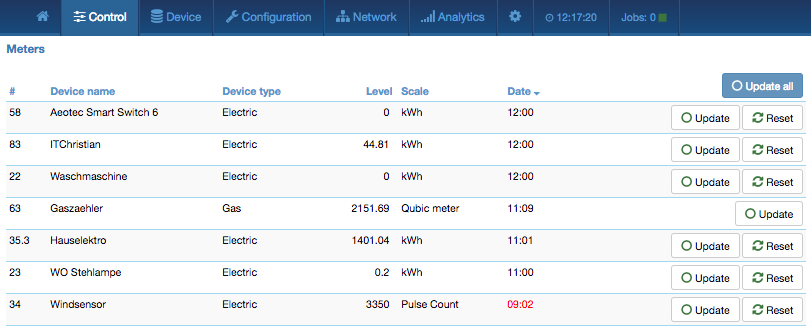 Control Device Configuration Network Analytics 12:17:20 Jobs: 0
Meters
# Device name Device type Level Scale Date Update all
58 Aeotec Smart Switch 6 Electric 0 kWh 12:00 Update Reset
83 ITChristian Electric 44.81 kWh 12:00 Update Reset
22 Waschmaschine Electric 0 kWh 12:00 Update Reset
63 Gaszaehler Gas 2151.69 Qubic meter 11:09 Update
35.3 Hauselektro Electric 1401.04 kWh 11:01 Update Reset
23 WO Stehlampe Electric 0.2 kWh 11:00 Update Reset
34 Windsensor Electric 3350 Pulse Count 09:02 Update Reset